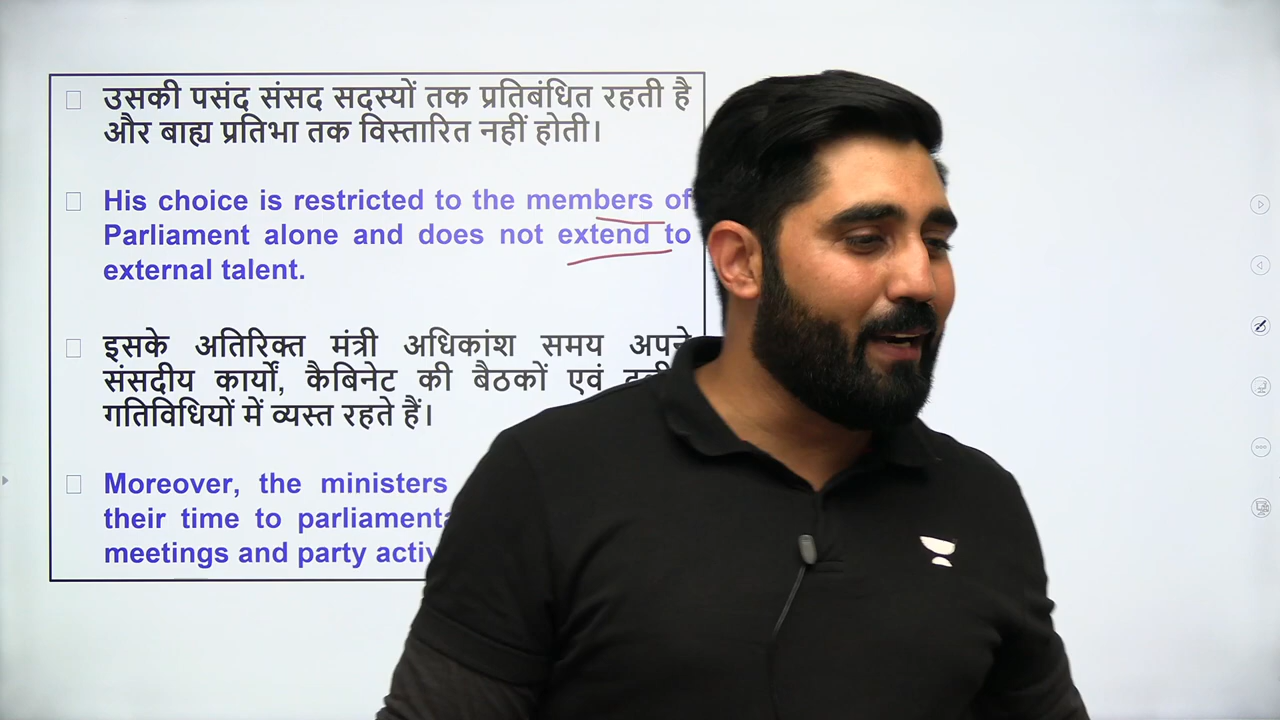 उसकी पसंद संसद सदस्यों तक प्रतिबंधित रहती है
और बाह्य प्रतिभा तक विस्तारित नहीं होती।
His choice is restricted to the members of
Parliament alone and does not extend to
external talent.
इसके अतिरिक्त मंत्री अधिकांश समय अपने
संसदीय कार्यों, कैबिनेट की बैठकों एवं
गतिविधियों में व्यस्त रहते हैं।
Moreover, the ministers
their time to
meetings and party